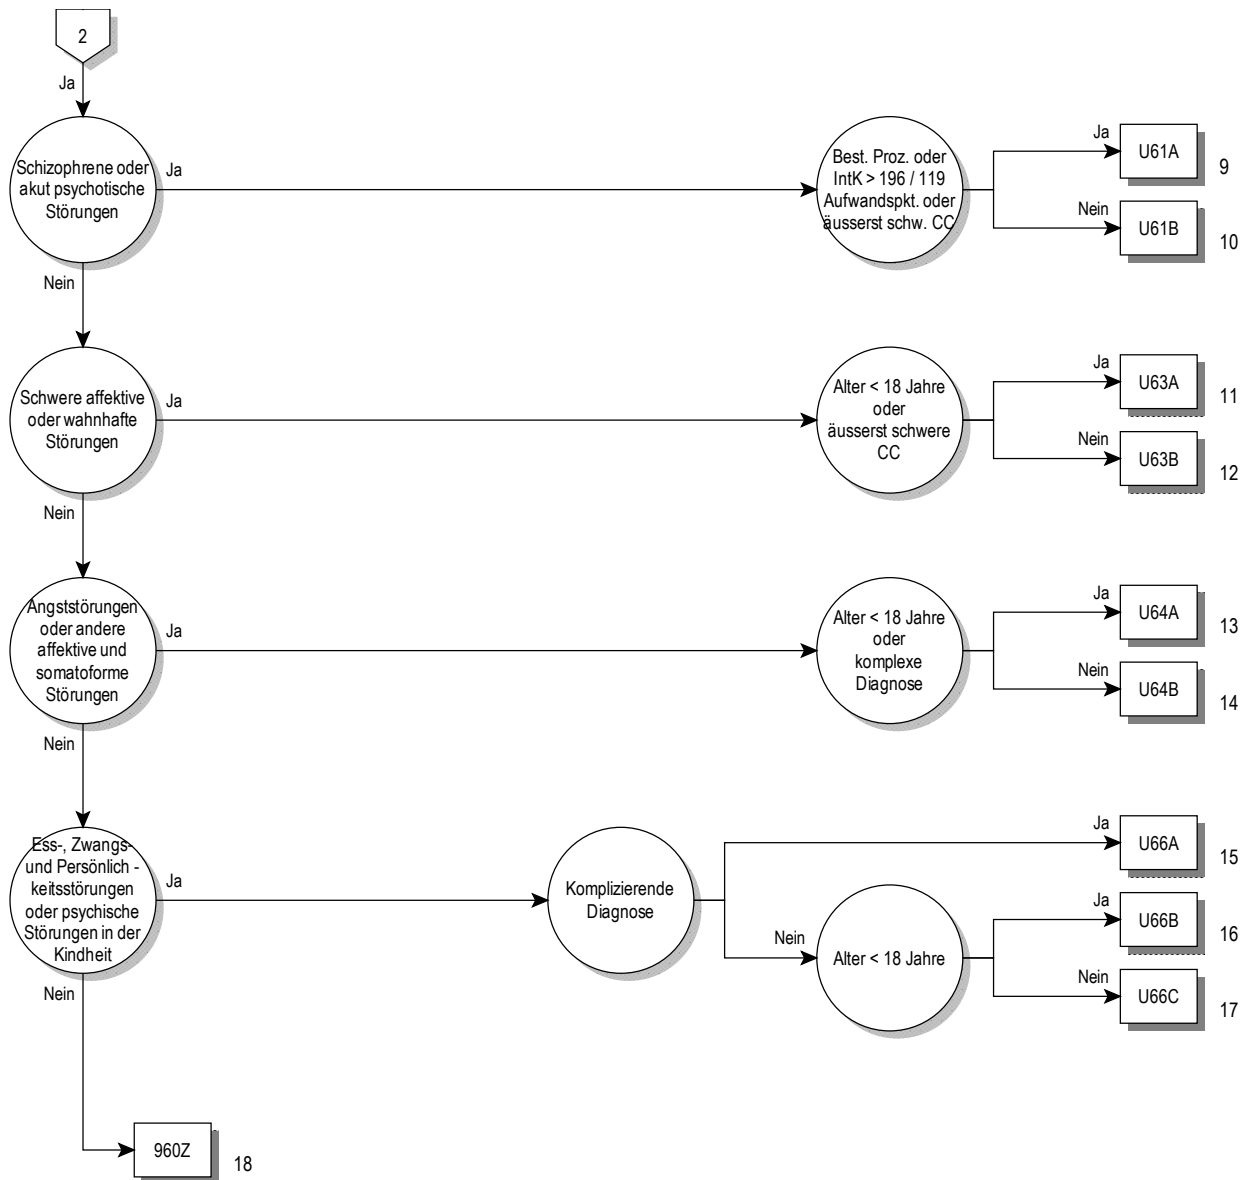 2
Ja
Schizophrene oder
akut psychotische
Störungen
Ja
Best. Proz. oder
IntK > 196 / 119
Aufwandspkt. oder
äusserst schw. CC
Ja
U61A
9
Nein
U61B
10
Nein
Schwere affektive
oder wahnhafte
Störungen
Ja
Alter < 18 Jahre
oder
äusserst schwere
CC
Ja
U63A
11
Nein
U63B
12
Nein
Angststörungen
oder andere
affektive und
somatoforme
Störungen
Ja
Alter < 18 Jahre
oder
komplexe
Diagnose
Ja
U64A
13
Nein
U64B
14
Nein
Ess-, Zwangs-
und Persönlich -
keitsstörungen
oder psychische
Störungen in der
Kindheit
Ja
Komplizierende
Diagnose
Ja
U66A
15
Nein
Alter < 18 Jahre
Ja
U66B
16
Nein
U66C
17
Nein
960Z
18